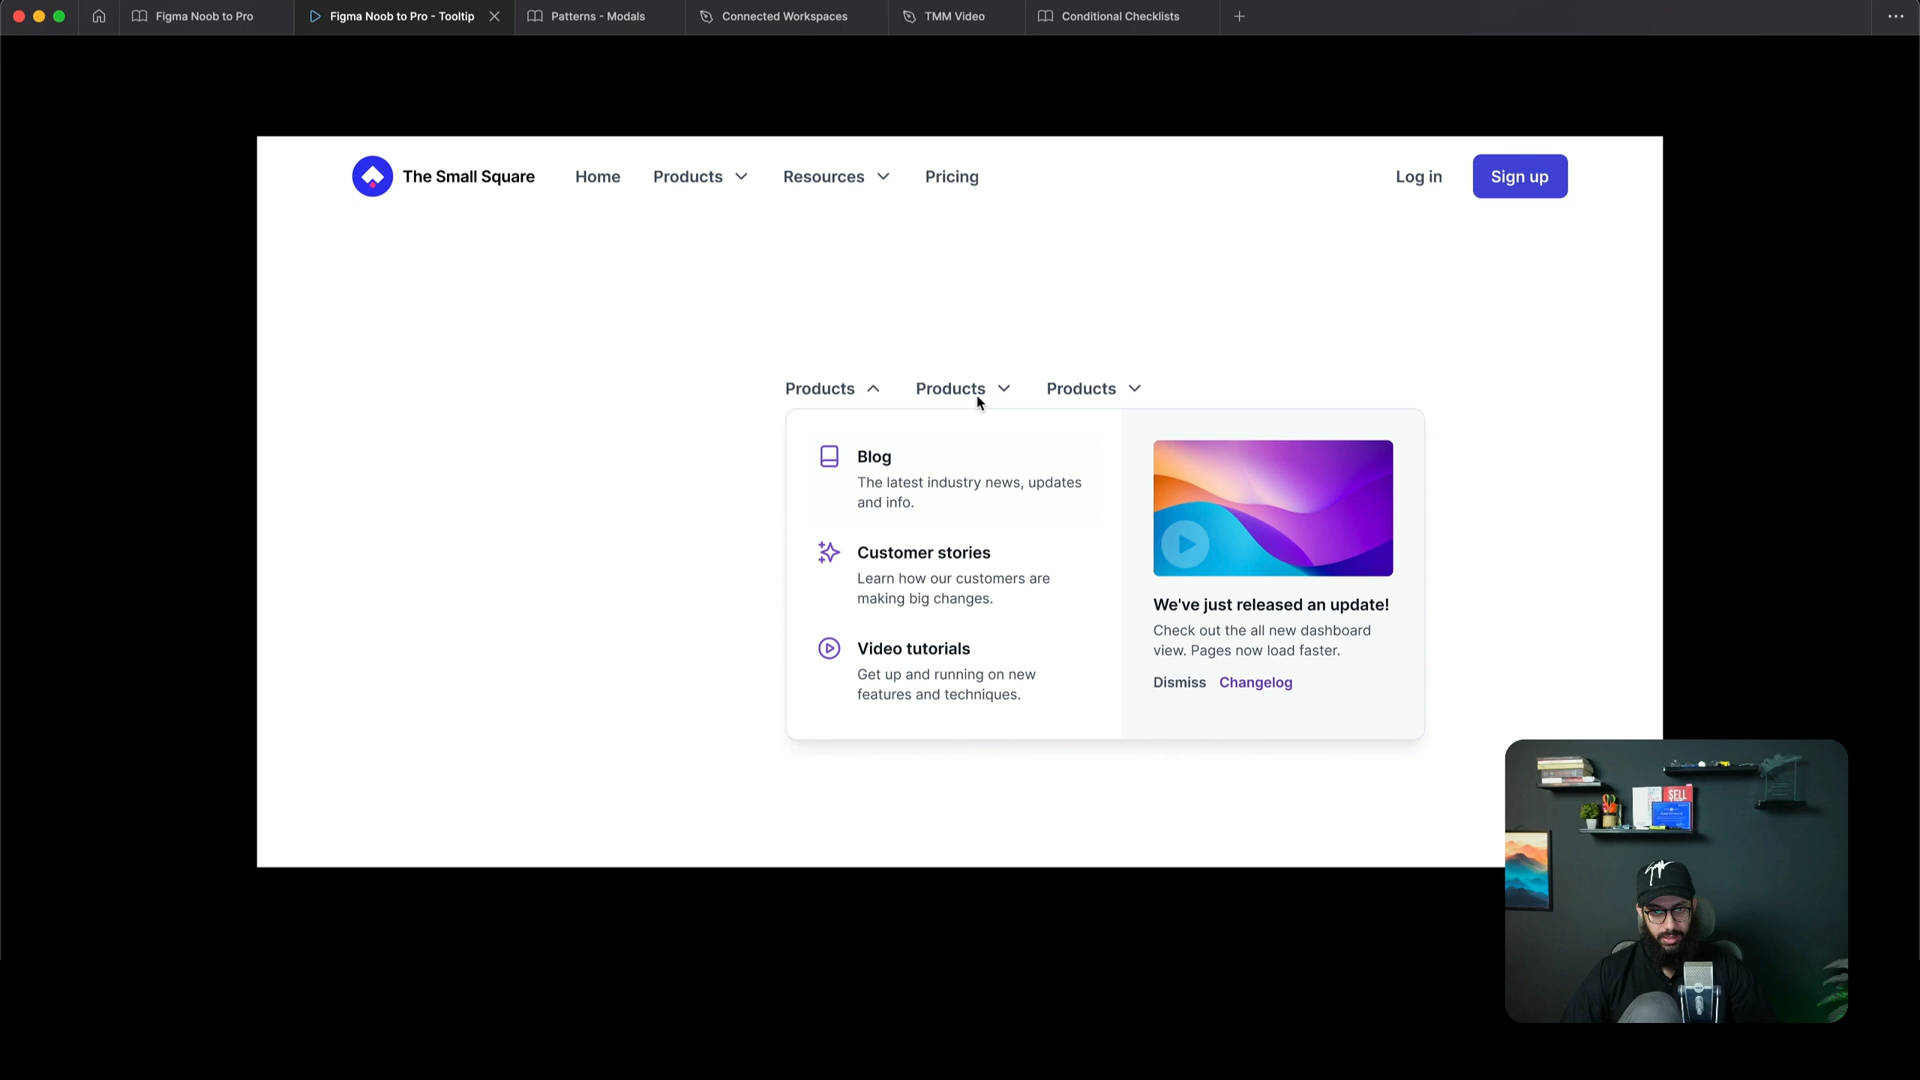 Figma Noob to Pro
Figma Noob to Pro - Tooltip
Patterns - Modals
Connected Workspaces
TMM Video
Conditional Checklists
The Small Square
Home
Products
Resources
Pricing
Log in
Sign up
Products
Products
Products
Blog
The latest industry news, updates
and info.
Customer stories
Learn how our customers are
making big changes.
Video tutorials
Get up and running on new
features and techniques.
We've just released an update!
Check out the all new dashboard
view. Pages now load faster.
Dismiss
Changelog
SELL